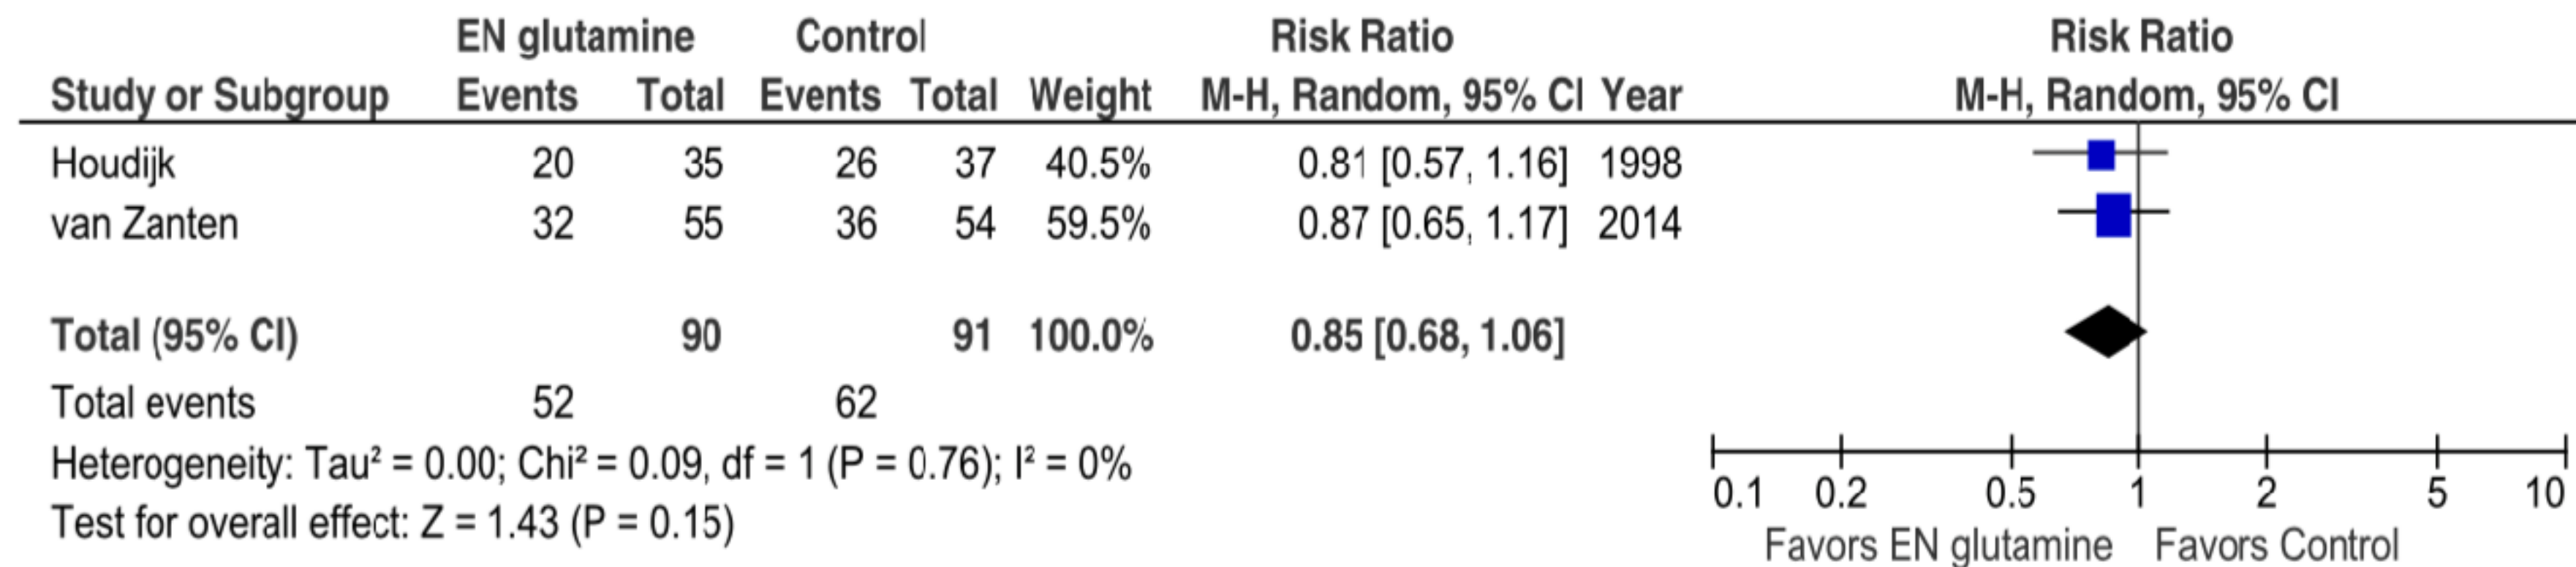 EN glutamine Control Risk Ratio Risk Ratio
Study or Subgroup Events Total Events Total Weight M-H, Random, 95% CI Year M-H, Random, 95% CI
Houdijk 20 35 26 37 40.5% 0.81 [0.57, 1.16] 1998
van Zanten 32 55 36 54 59.5% 0.87 [0.65, 1.17] 2014
Total (95% CI) 90 91 100.0% 0.85 [0.68, 1.06]
Total events 52 62
Heterogeneity: Tau² = 0.00; Chi² = 0.09, df = 1 (P = 0.76); I² = 0%
Test for overall effect: Z = 1.43 (P = 0.15)
0.1 0.2 0.5 1 2 5 10
Favors EN glutamine Favors Control